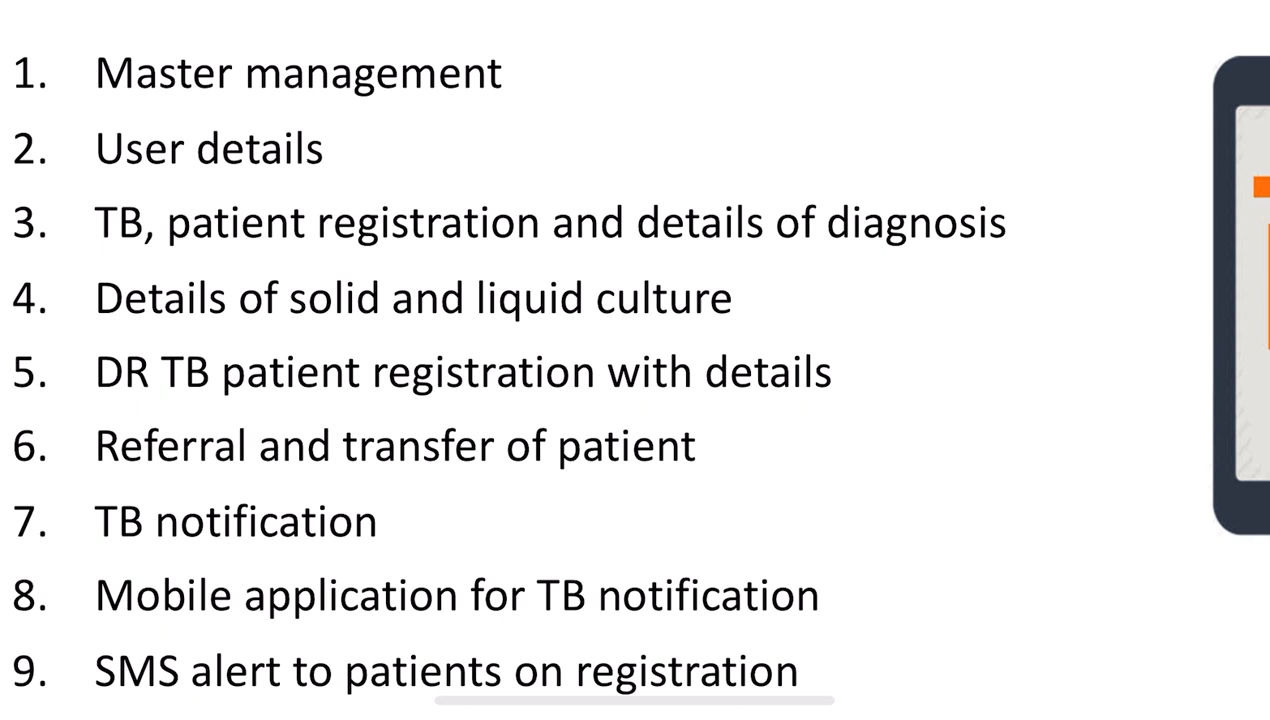 1. Master management
2. User details
3. TB, patient registration and details of diagnosis
4. Details of solid and liquid culture
5. DR TB patient registration with details
6. Referral and transfer of patient
7. TB notification
8. Mobile application for TB notification
9. SMS alert to patients on registration